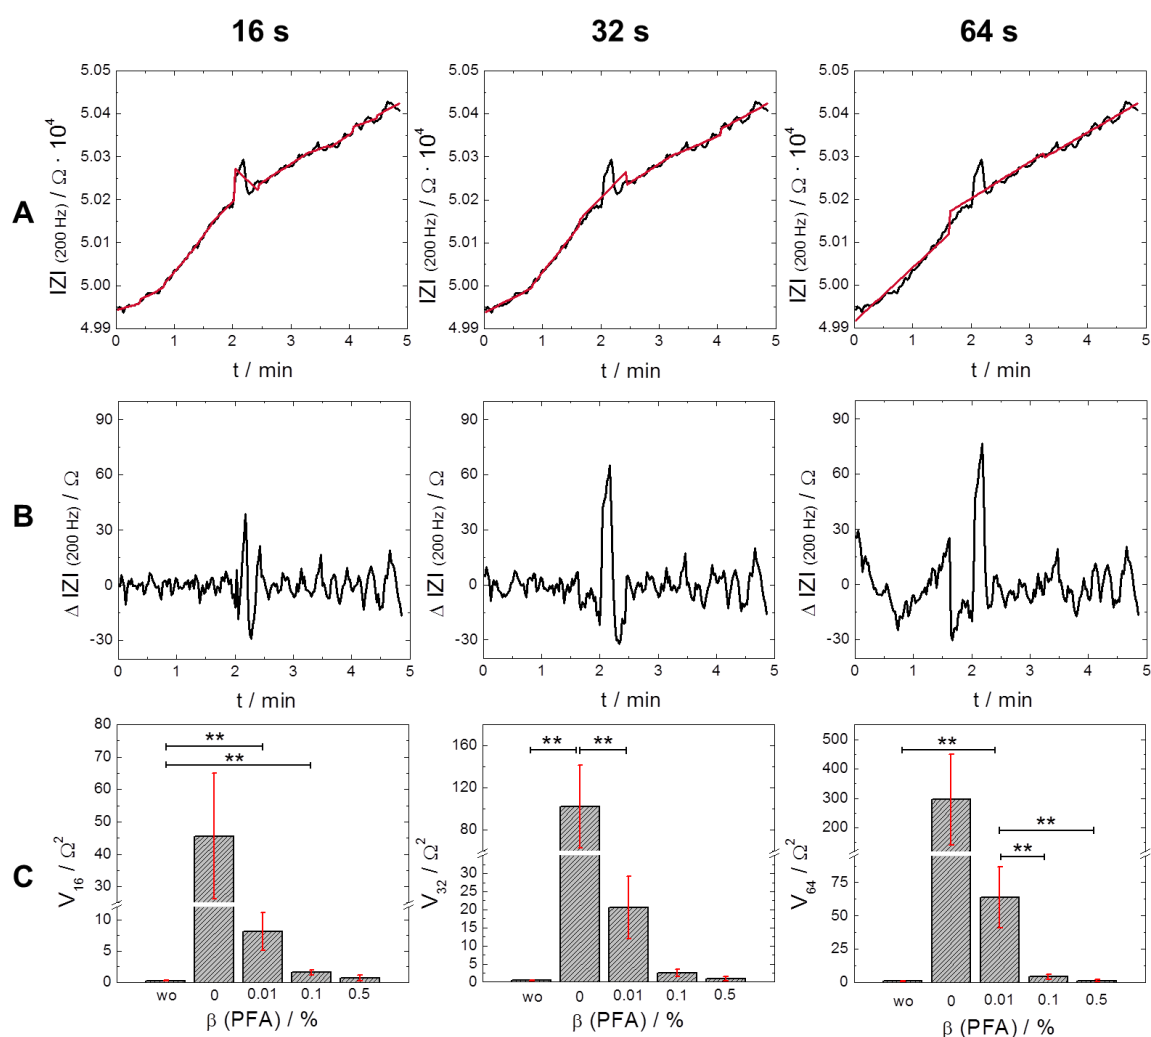 16 s 32 s 64 s
A
IZI (200 Hz) / Ω · 10⁴
5.05
5.04
5.03
5.02
5.01
5.00
4.99
0 1 2 3 4 5
t / min
IZI (200 Hz) / Ω · 10⁴
5.05
5.04
5.03
5.02
5.01
5.00
4.99
0 1 2 3 4 5
t / min
IZI (200 Hz) / Ω · 10⁴
5.05
5.04
5.03
5.02
5.01
5.00
4.99
0 1 2 3 4 5
t / min
B
Δ IZI (200 Hz) / Ω
90
60
30
0
-30
0 1 2 3 4 5
t / min
Δ IZI (200 Hz) / Ω
90
60
30
0
-30
0 1 2 3 4 5
t / min
Δ IZI (200 Hz) / Ω
90
60
30
0
-30
0 1 2 3 4 5
t / min
C
V₁₆ / Ω²
80
70
60
50
40
30
10
5
0
**
**
wo 0 0.01 0.1 0.5
β (PFA) / %
V₃₂ / Ω²
160
120
100
80
30
25
20
15
10
5
0
** **
wo 0 0.01 0.1 0.5
β (PFA) / %
V₆₄ / Ω²
500
400
300
200
75
50
25
0
**
**
**
wo 0 0.01 0.1 0.5
β (PFA) / %